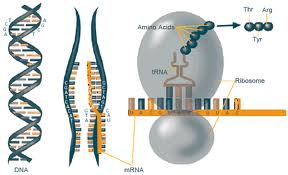 Thr Arg
Amino Acids
Tyr
tRNA
Ribosome
DNA
mRNA